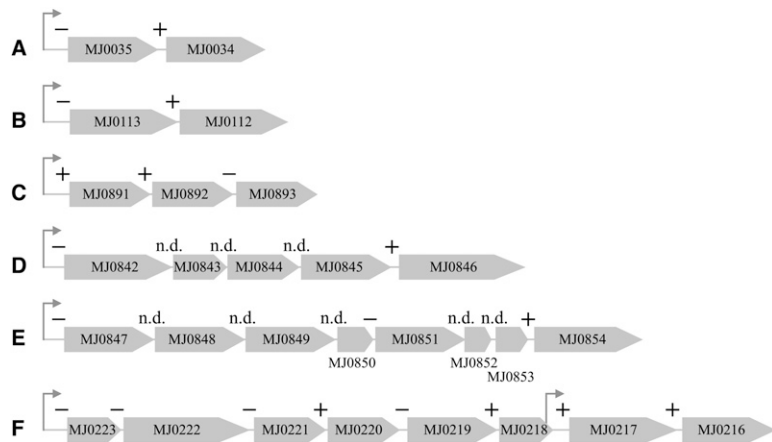 − +
A MJ0035 MJ0034
− +
B MJ0113 MJ0112
+ + −
C MJ0891 MJ0892 MJ0893
− n.d. n.d. n.d. +
D MJ0842 MJ0843 MJ0844 MJ0845 MJ0846
− n.d. n.d. n.d. − n.d. n.d. +
E MJ0847 MJ0848 MJ0849 MJ0851 MJ0854
MJ0850 MJ0852
MJ0853
− − − + − + + +
F MJ0223 MJ0222 MJ0221 MJ0220 MJ0219 MJ0218 MJ0217 MJ0216